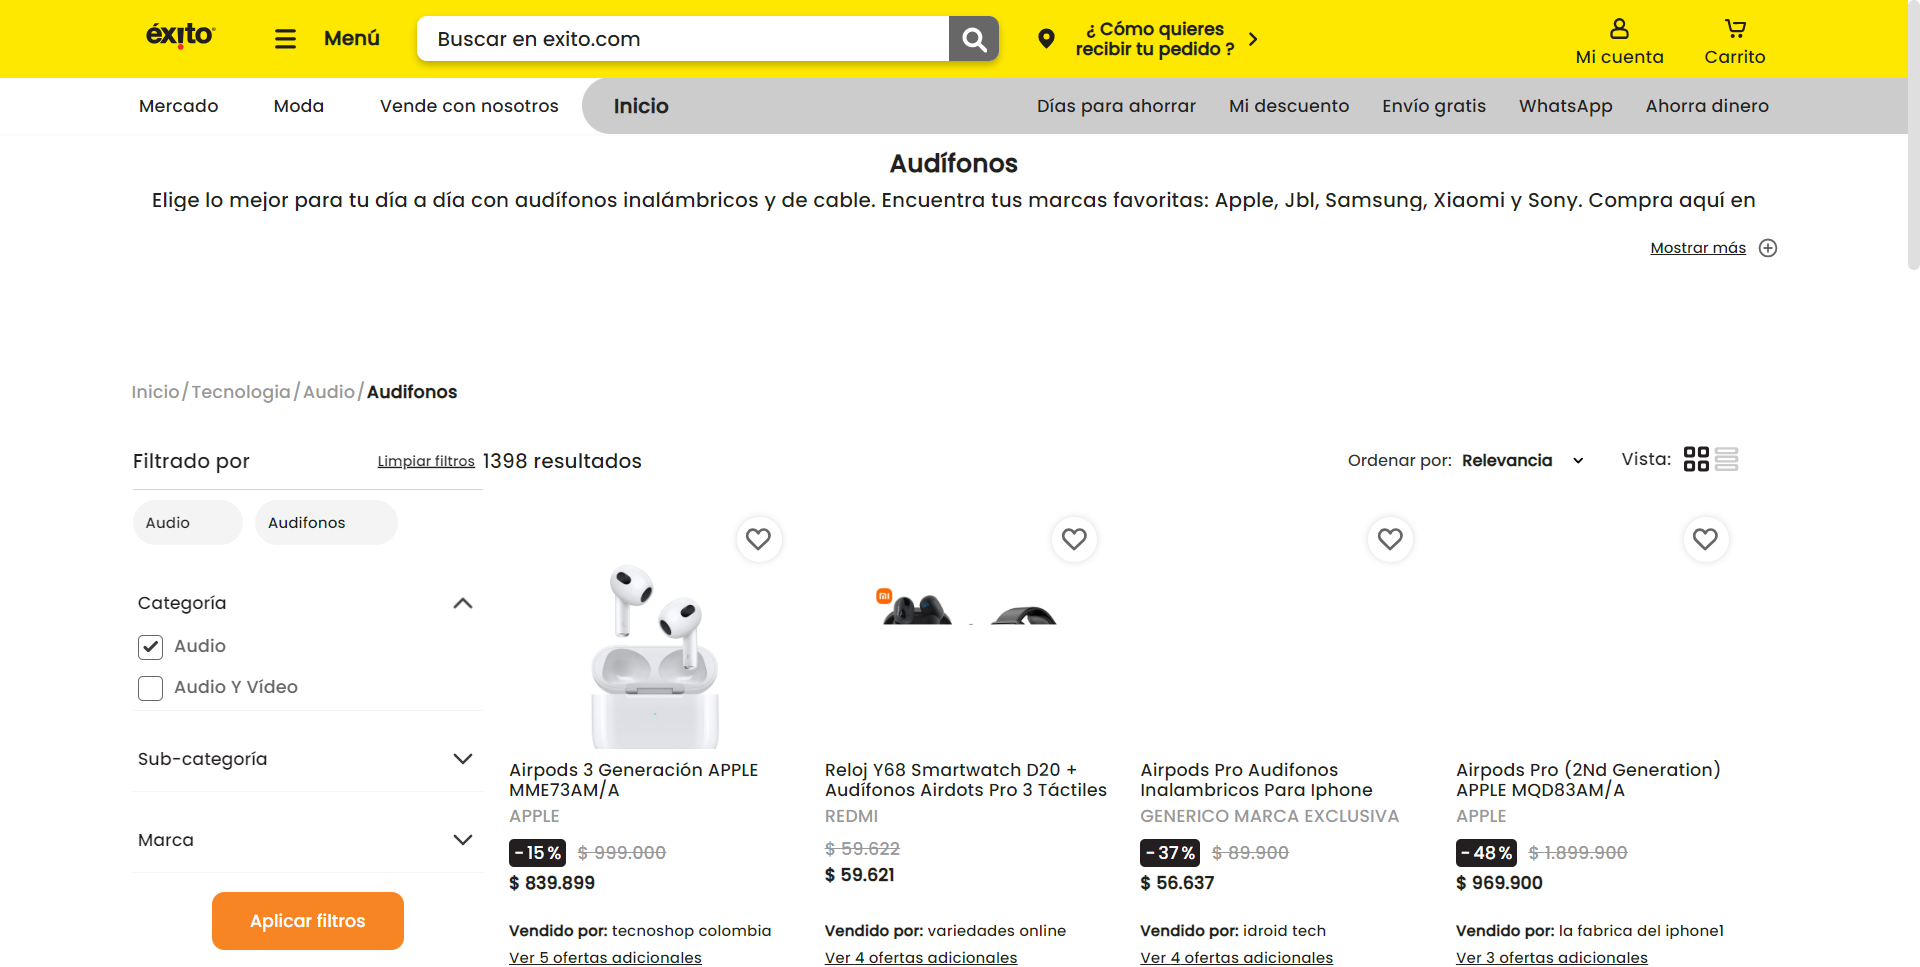 éxito
Menú
Buscar en exito.com
¿ Cómo quieres
recibir tu pedido ?
Mi cuenta
Carrito
Mercado
Moda
Vende con nosotros
Inicio
Días para ahorrar
Mi descuento
Envío gratis
WhatsApp
Ahorra dinero
Audífonos
Elige lo mejor para tu día a día con audífonos inalámbricos y de cable. Encuentra tus marcas favoritas: Apple, Jbl, Samsung, Xiaomi y Sony. Compra aquí en
Mostrar más
Inicio/Tecnologia/Audio/Audifonos
Filtrado por
Limpiar filtros
1398 resultados
Ordenar por: Relevancia
Vista:
Audio
Audifonos
Categoría
Audio
Audio Y Vídeo
Sub-categoría
Marca
Aplicar filtros
Airpods 3 Generación APPLE
MME73AM/A
APPLE
-15%
$ 999.000
$ 839.899
Vendido por: tecnoshop colombia
Ver 5 ofertas adicionales
mi
Reloj Y68 Smartwatch D20 +
Audífonos Airdots Pro 3 Táctiles
REDMI
$ 59.622
$ 59.621
Vendido por: variedades online
Ver 4 ofertas adicionales
Airpods Pro Audifonos
Inalambricos Para Iphone
GENERICO MARCA EXCLUSIVA
-37%
$ 89.900
$ 56.637
Vendido por: idroid tech
Ver 4 ofertas adicionales
Airpods Pro (2Nd Generation)
APPLE MQD83AM/A
APPLE
-48%
$ 1.899.900
$ 969.900
Vendido por: la fabrica del iphone1
Ver 3 ofertas adicionales